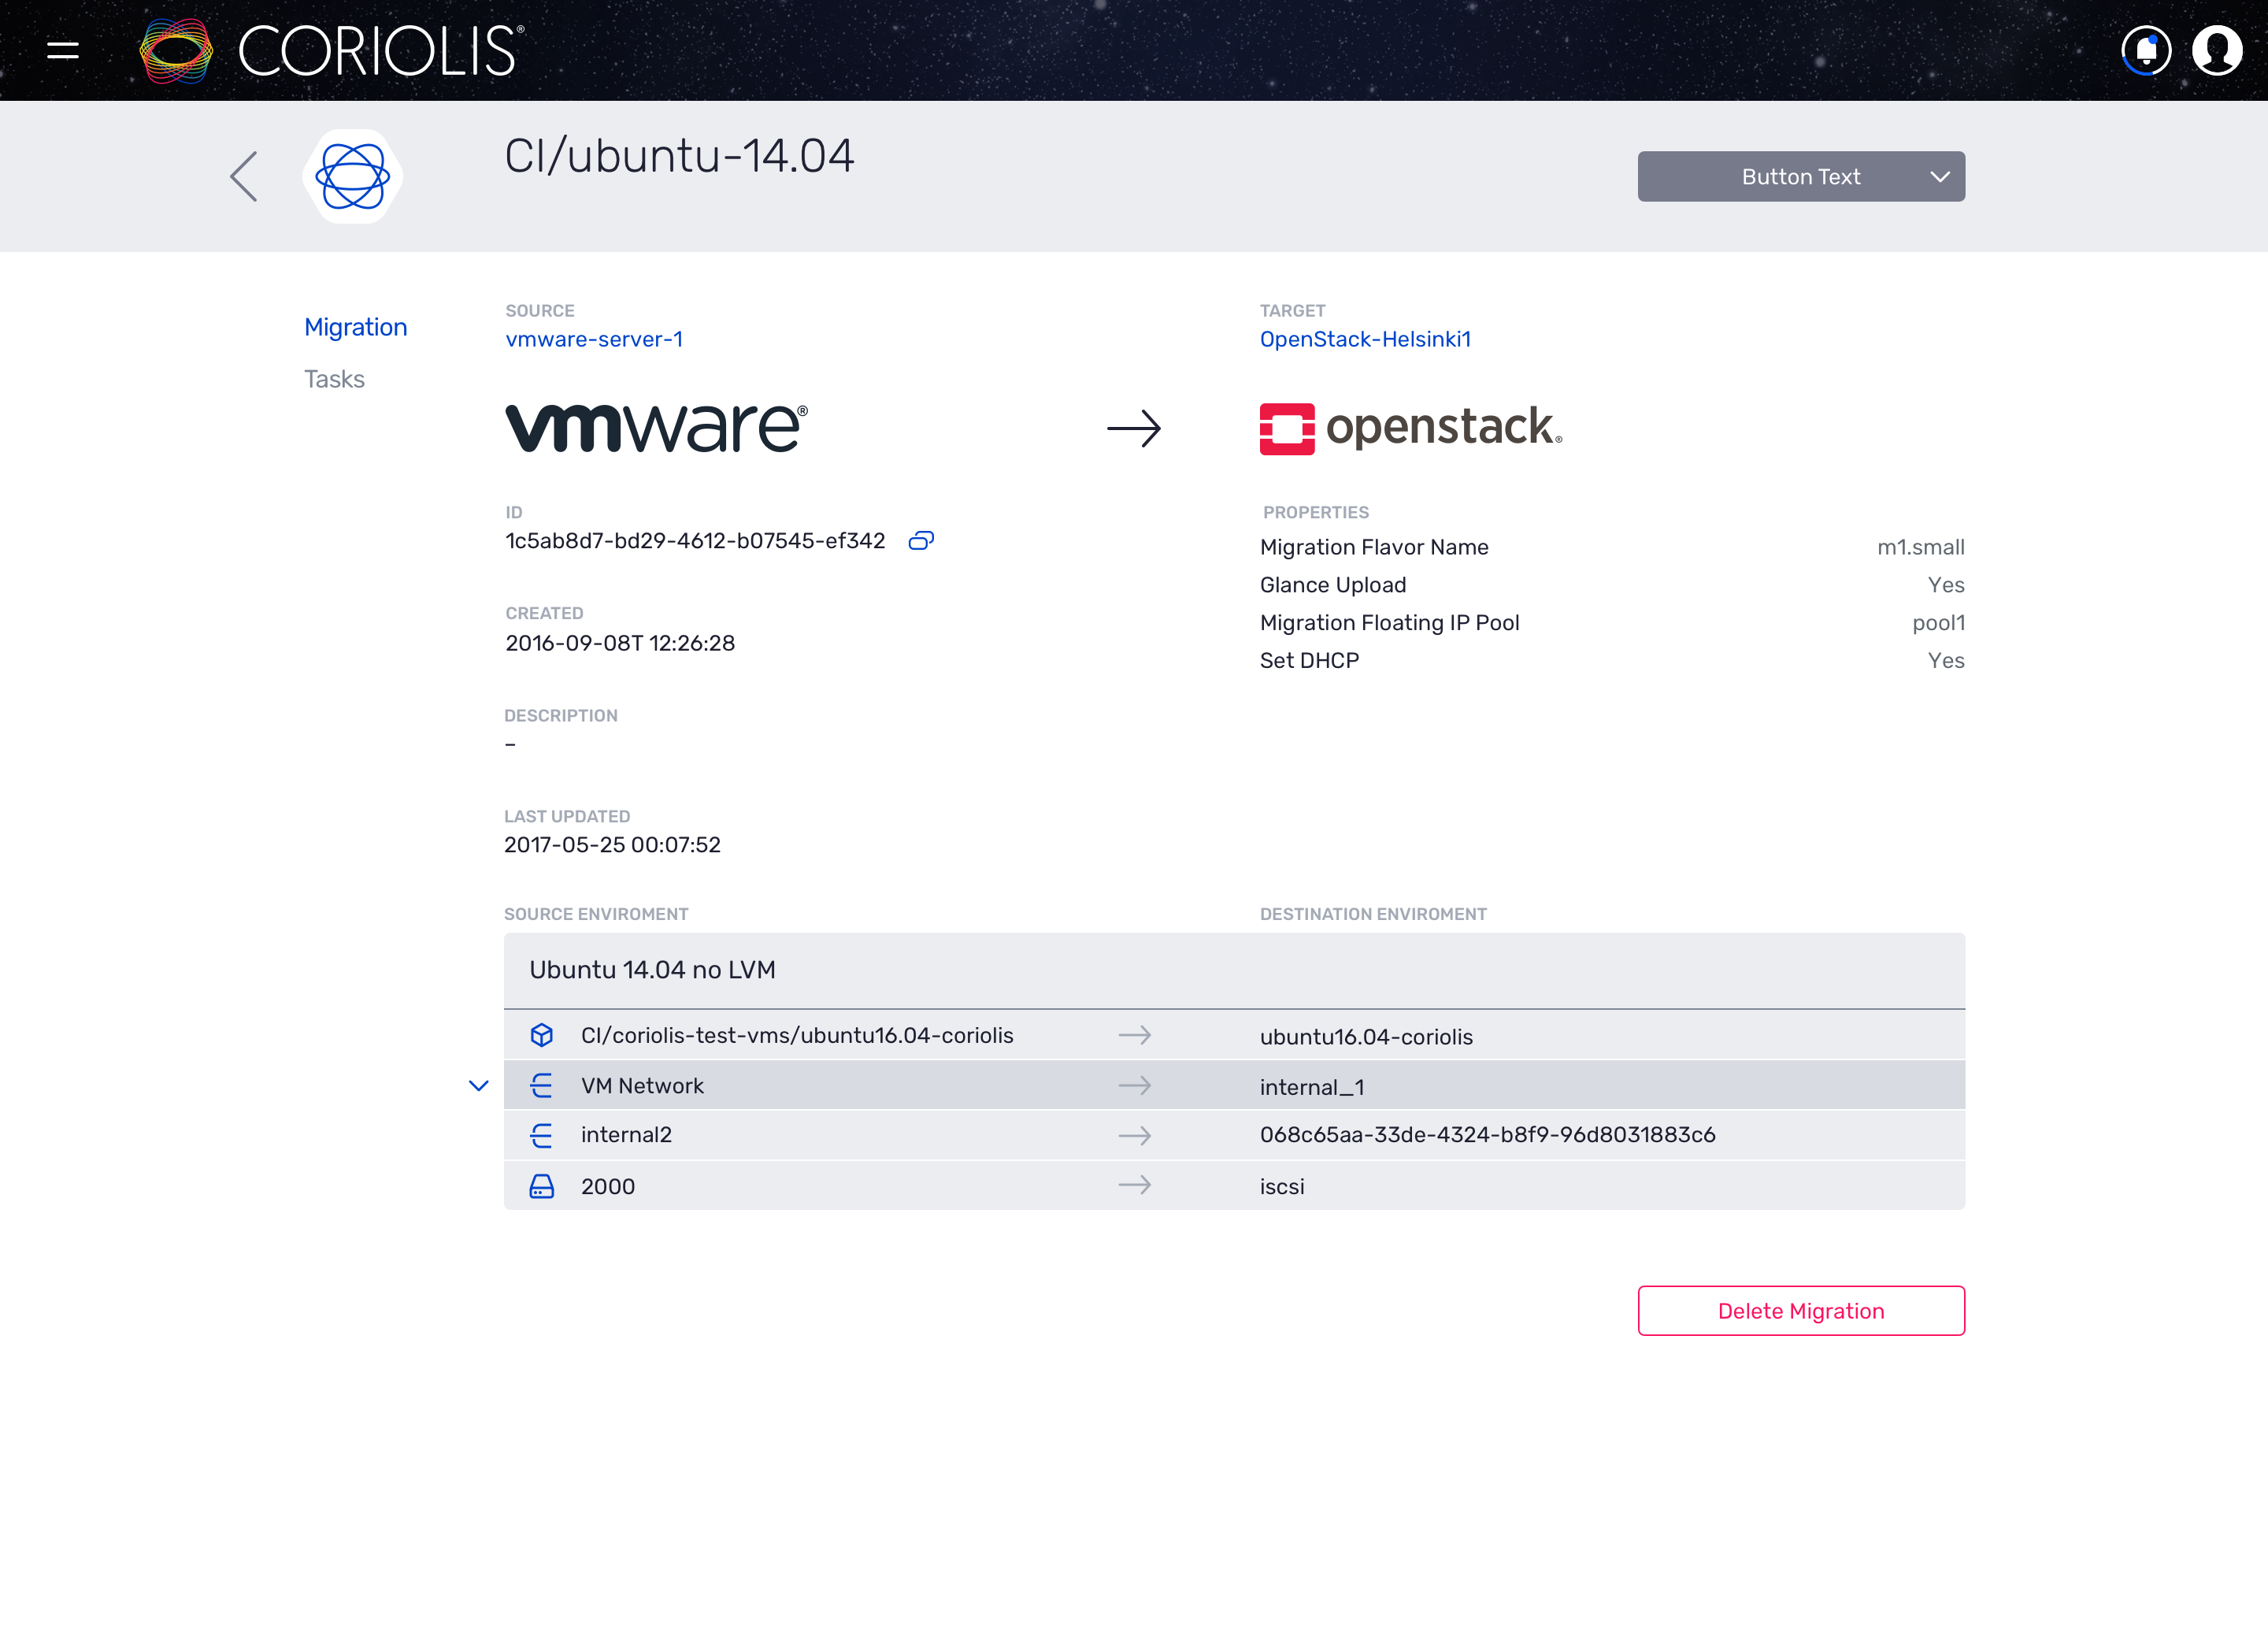 CORIOLIS®
CI/ubuntu-14.04
Button Text
Migration
Tasks
SOURCE
vmware-server-1
TARGET
OpenStack-Helsinki1
vmware®
openstack®
ID
1c5ab8d7-bd29-4612-b07545-ef342
CREATED
2016-09-08T 12:26:28
DESCRIPTION
-
LAST UPDATED
2017-05-25 00:07:52
PROPERTIES
Migration Flavor Name m1.small
Glance Upload Yes
Migration Floating IP Pool pool1
Set DHCP Yes
SOURCE ENVIROMENT DESTINATION ENVIROMENT
Ubuntu 14.04 no LVM
CI/coriolis-test-vms/ubuntu16.04-coriolis ubuntu16.04-coriolis
VM Network internal_1
internal2 068c65aa-33de-4324-b8f9-96d8031883c6
2000 iscsi
Delete Migration